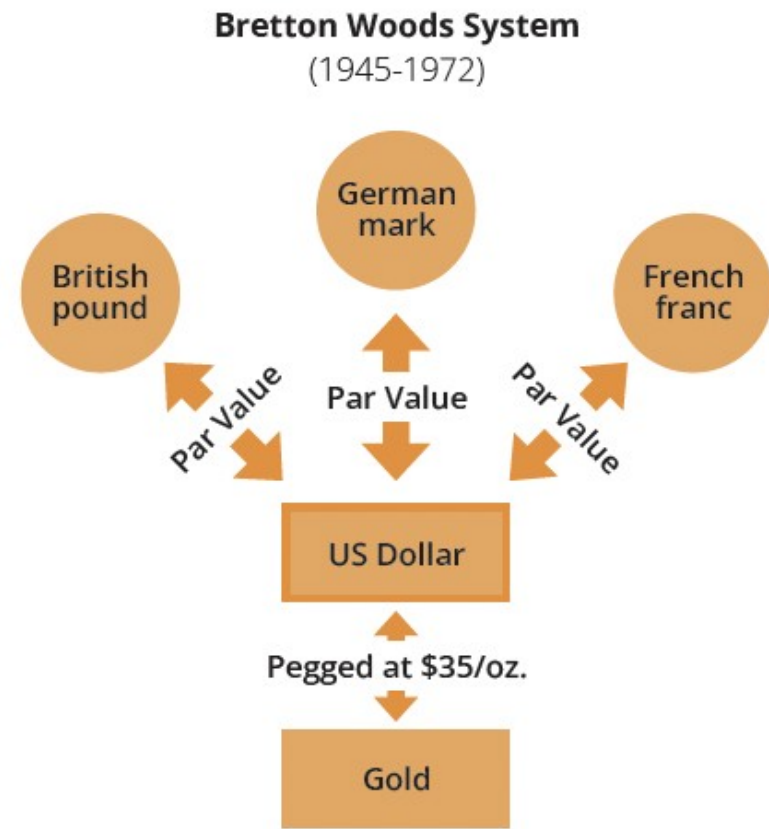 Bretton Woods System
(1945-1972)
German
mark
British
pound
French
franc
Par Value
Par Value
Par Value
US Dollar
Pegged at $35/oz.
Gold